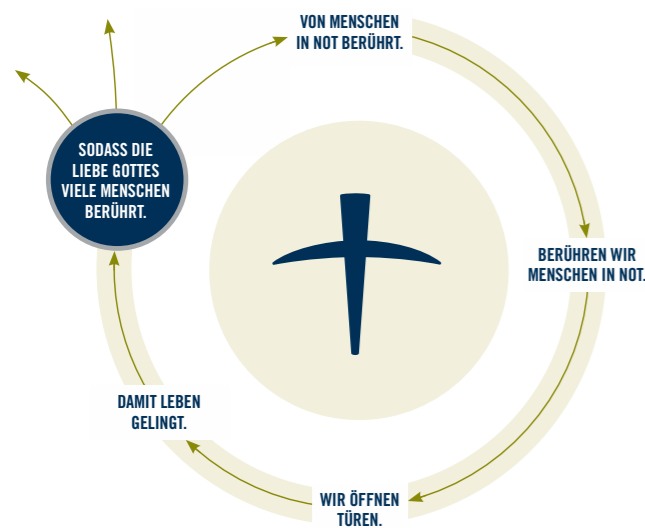 VON MENSCHEN
IN NOT BERÜHRT.
BERÜHREN WIR
MENSCHEN IN NOT.
WIR ÖFFNEN
TÜREN.
DAMIT LEBEN
GELINGT.
SODASS DIE
LIEBE GOTTES
VIELE MENSCHEN
BERÜHRT.